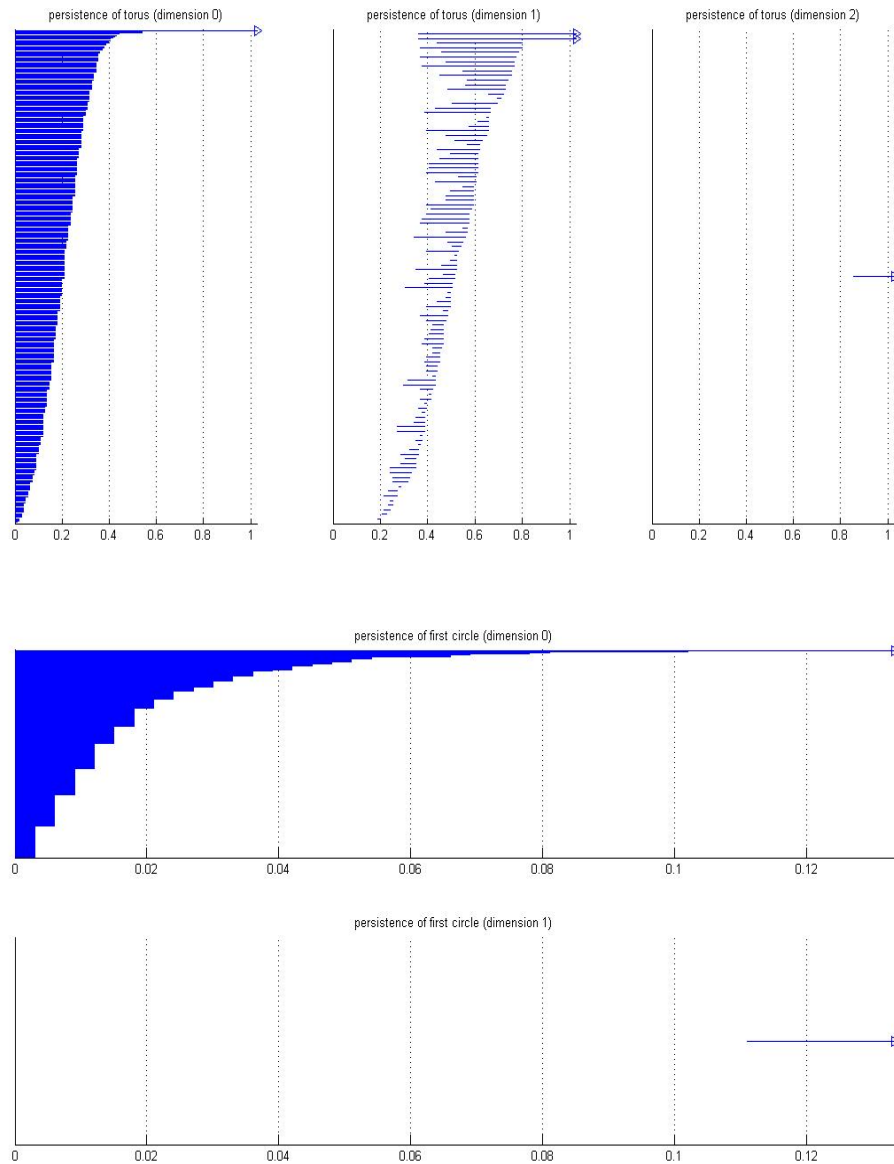 persistence of torus (dimension 0)
persistence of torus (dimension 1)
persistence of torus (dimension 2)
0 0.2 0.4 0.6 0.8 1
0 0.2 0.4 0.6 0.8 1
0 0.2 0.4 0.6 0.8 1
persistence of first circle (dimension 0)
0 0.02 0.04 0.06 0.08 0.1 0.12
persistence of first circle (dimension 1)
0 0.02 0.04 0.06 0.08 0.1 0.12